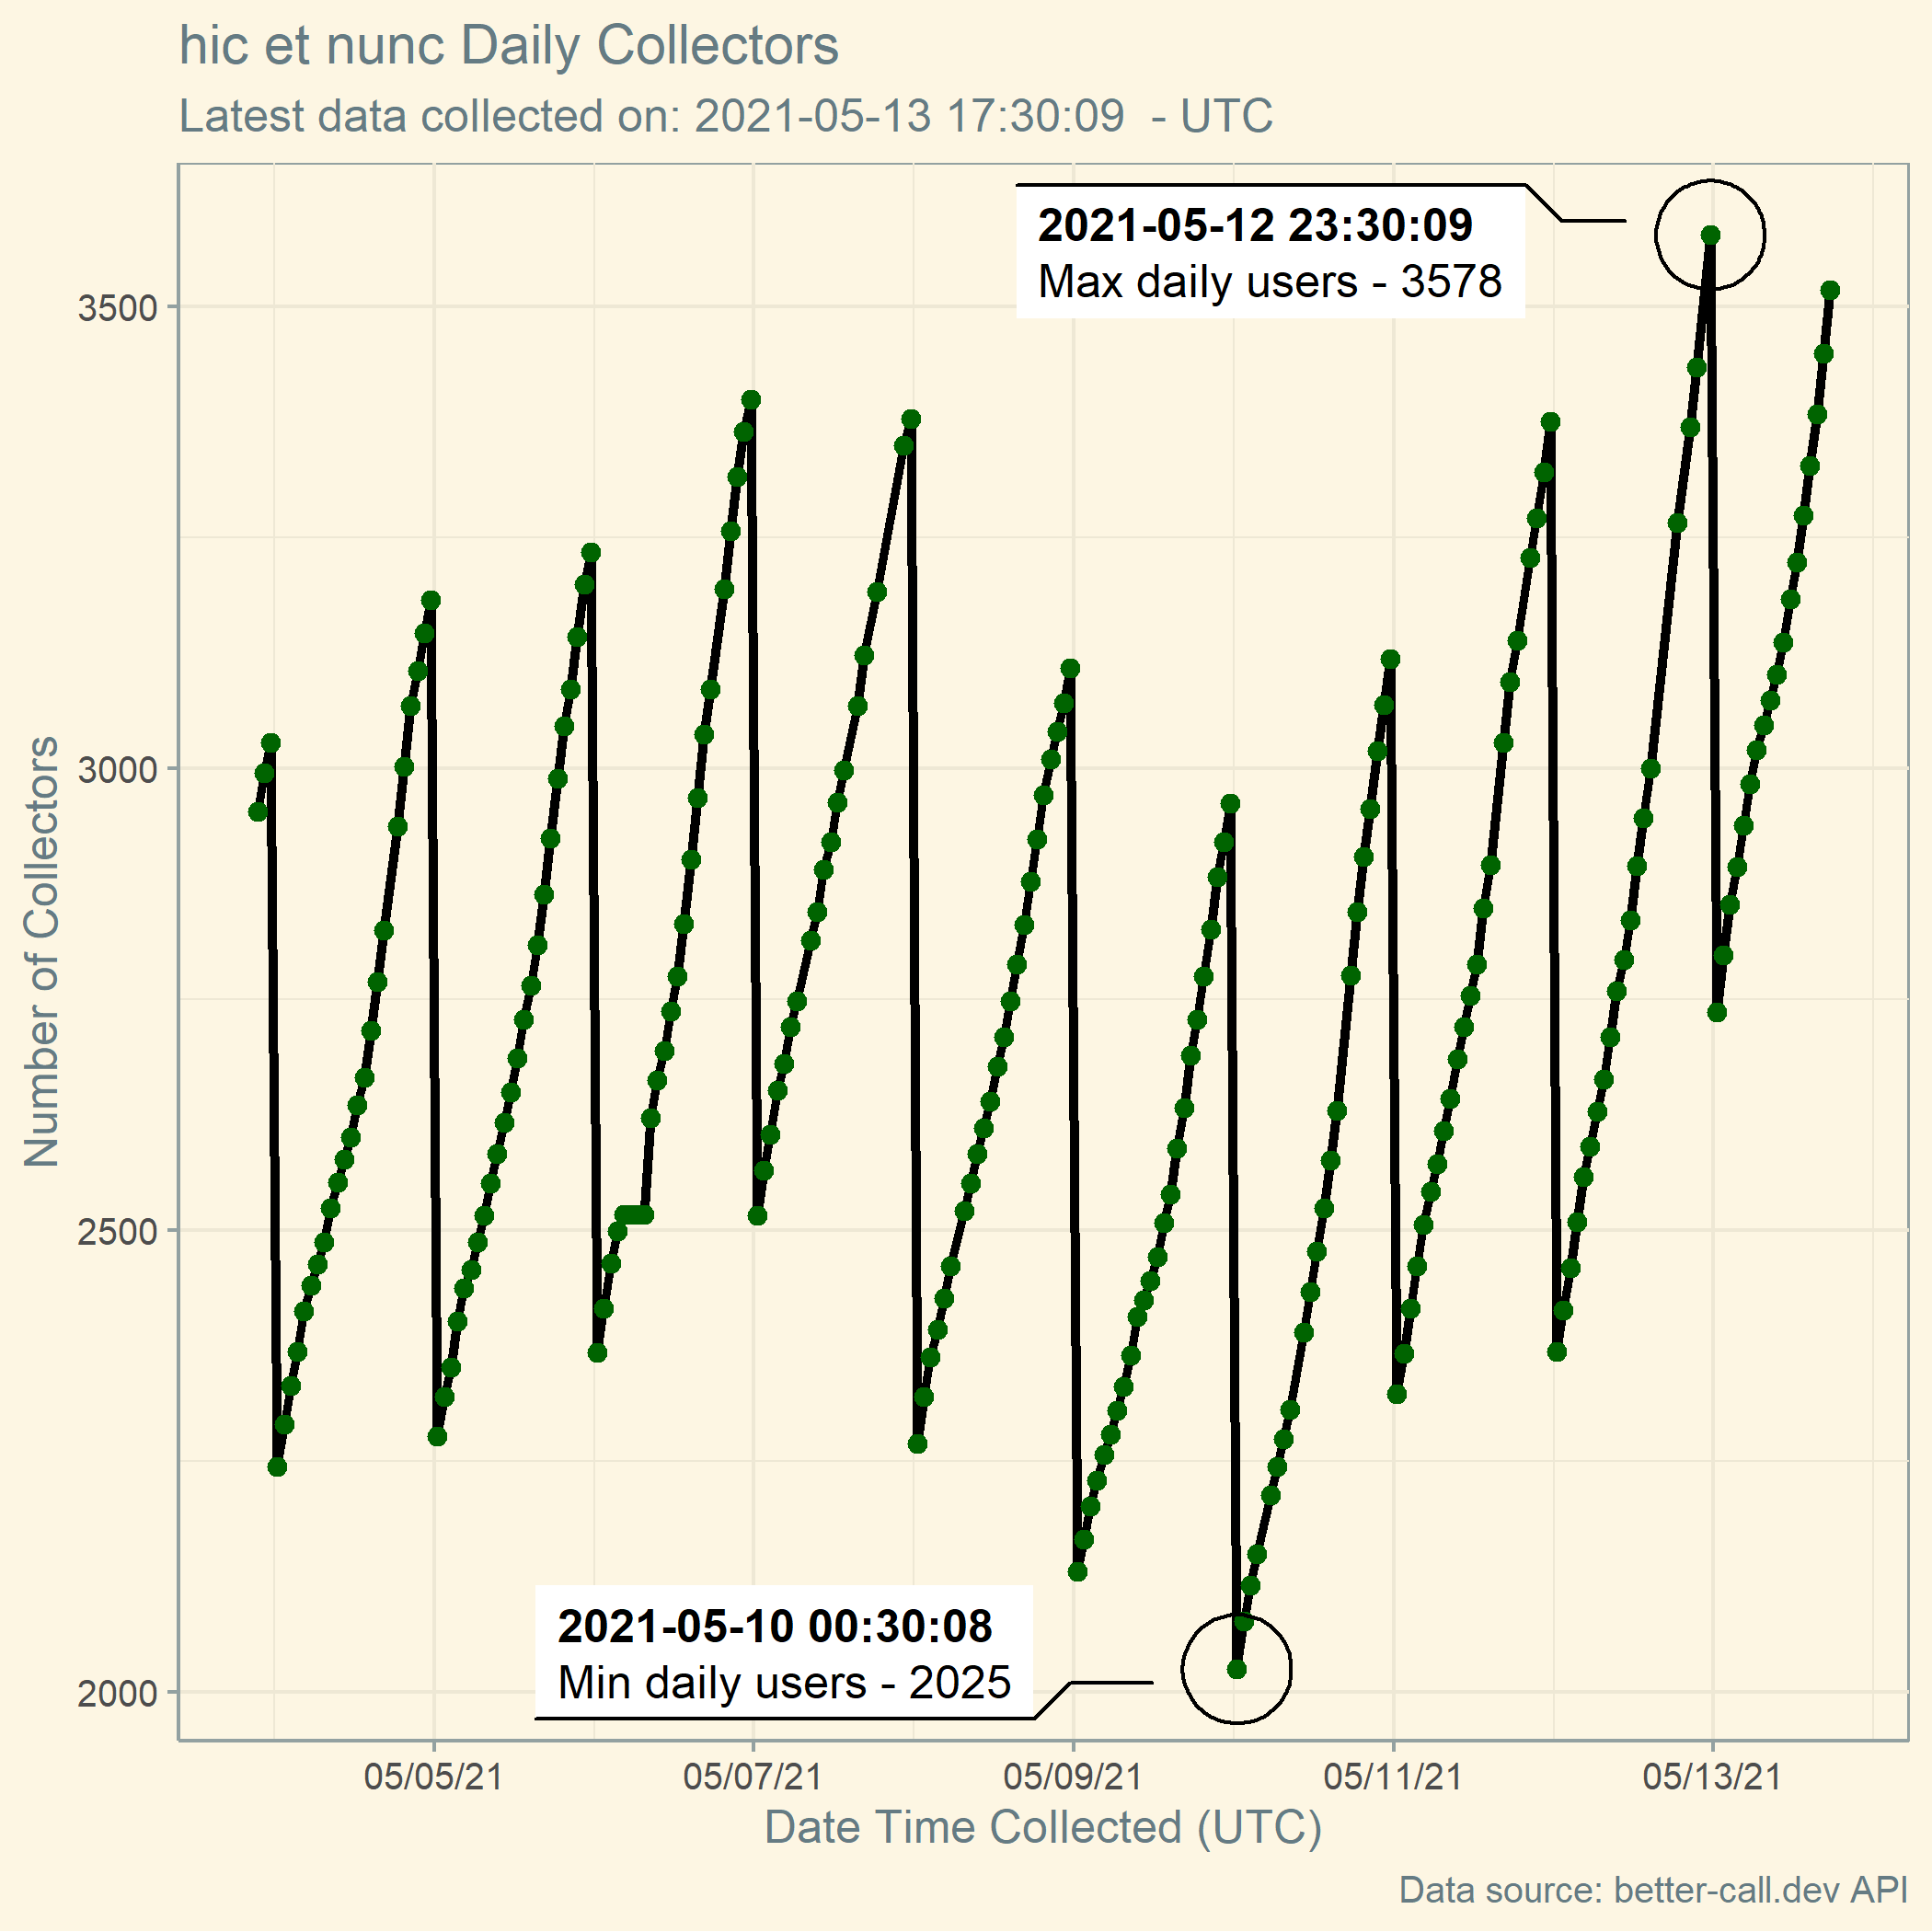 hic et nunc Daily Collectors
Latest data collected on: 2021-05-13 17:30:09  - UTC
2021-05-12 23:30:09
Max daily users - 3578
3500
3000
Number of Collectors
2500
2021-05-10 00:30:08
Min daily users - 2025
2000
05/05/21 05/07/21 05/09/21 05/11/21 05/13/21
Date Time Collected (UTC)
Data source: better-call.dev API